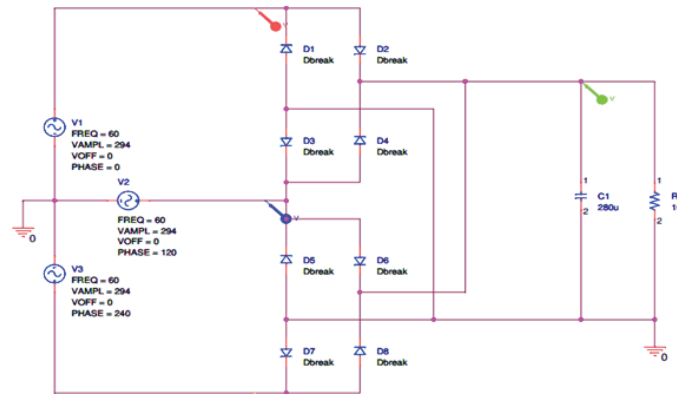 V
D1
Dbreak
D2
Dbreak
V
V1
FREQ = 60
VAMPL = 294
VOFF = 0
PHASE = 0
D3
Dbreak
D4
Dbreak
V2
FREQ = 60
VAMPL = 294
VOFF = 0
PHASE = 120
V
0
1
C1
280u
2
1
R
2
V3
FREQ = 60
VAMPL = 294
VOFF = 0
PHASE = 240
D5
Dbreak
D6
Dbreak
D7
Dbreak
D8
Dbreak
0